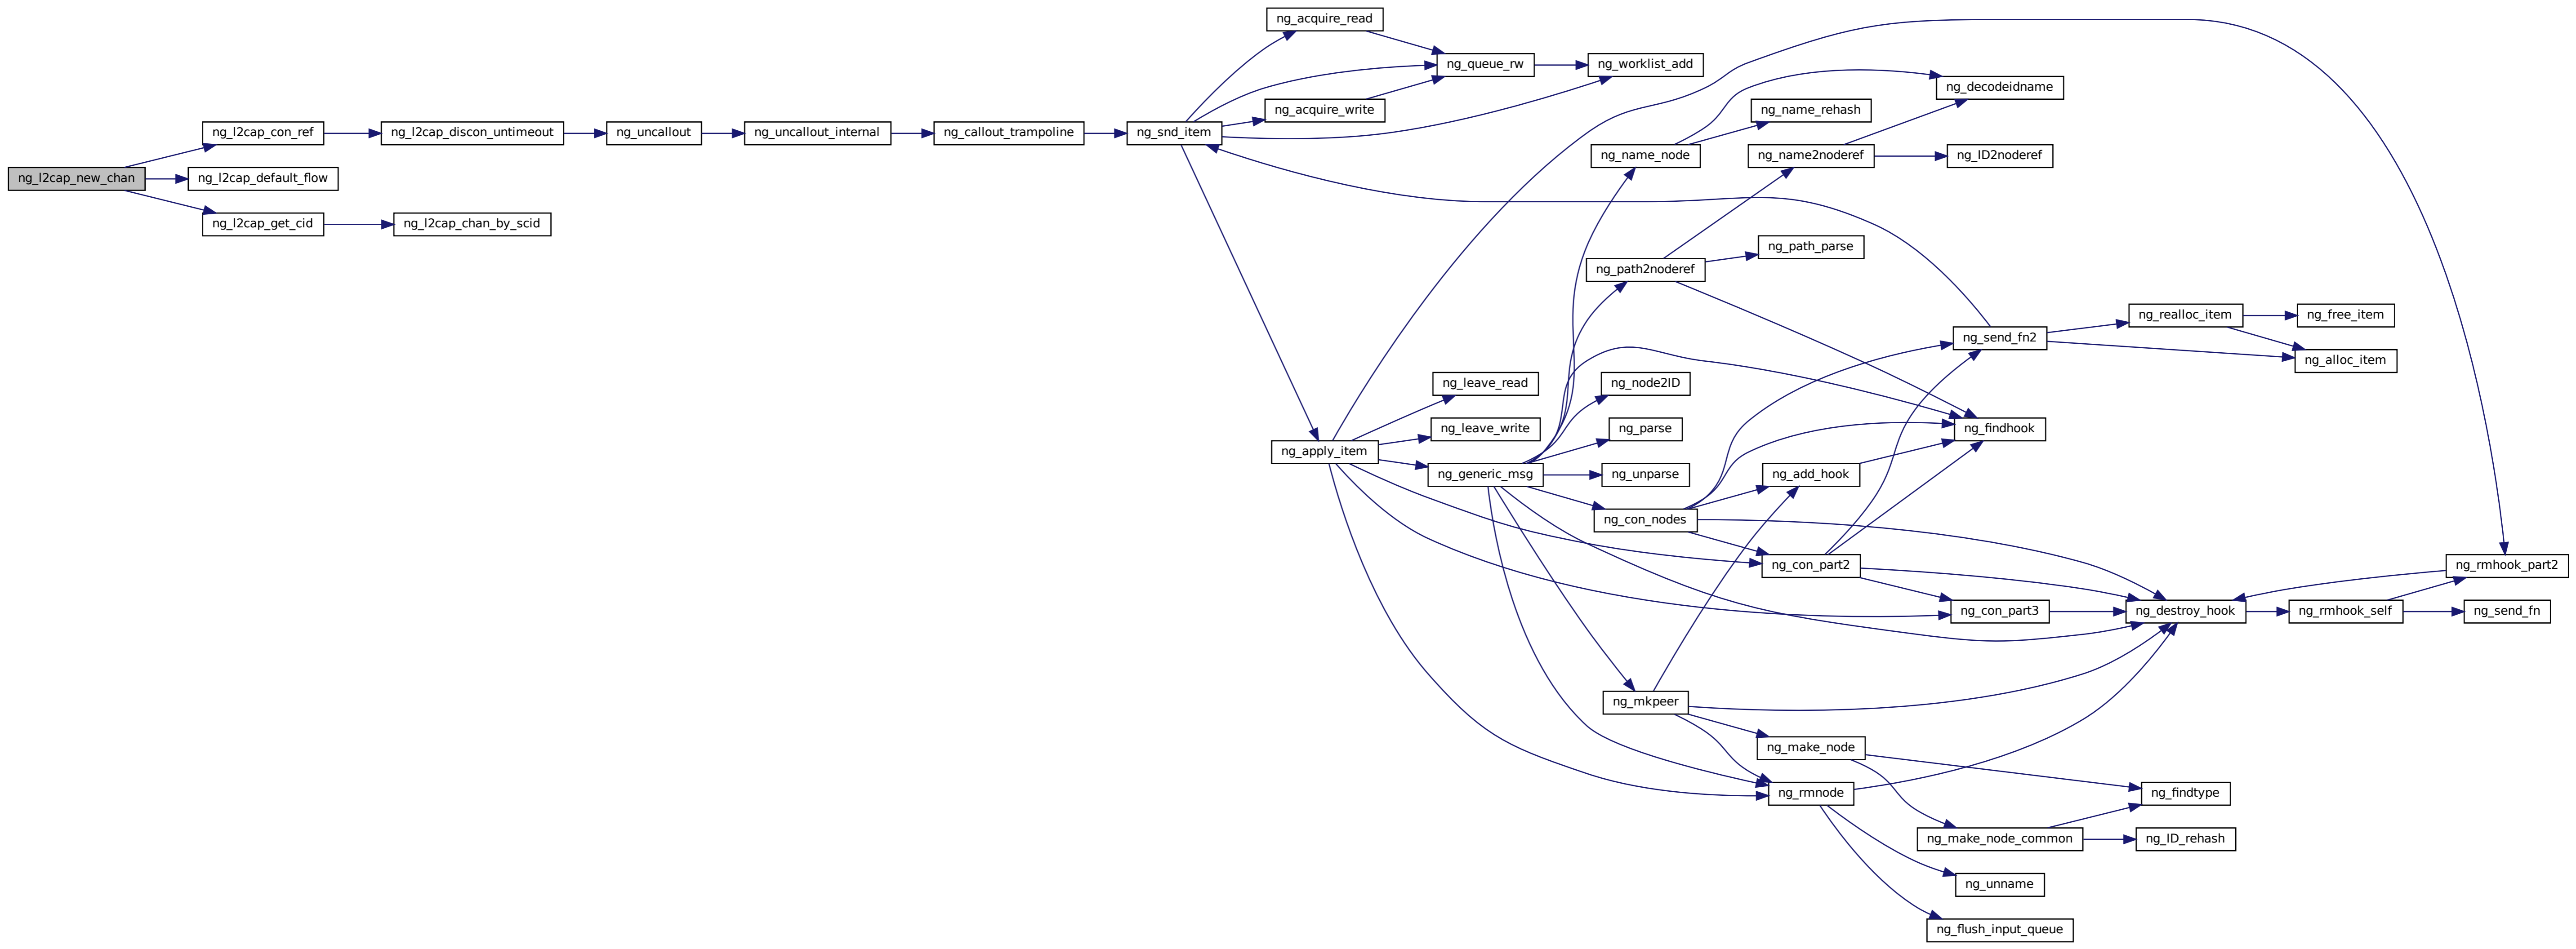 ng_l2cap_new_chan
ng_l2cap_con_ref
ng_l2cap_default_flow
ng_l2cap_get_cid
ng_l2cap_discon_untimeout
ng_l2cap_chan_by_scid
ng_uncallout
ng_uncallout_internal
ng_callout_trampoline
ng_snd_item
ng_acquire_read
ng_acquire_write
ng_apply_item
ng_queue_rw
ng_leave_read
ng_leave_write
ng_generic_msg
ng_worklist_add
ng_name_node
ng_path2noderef
ng_node2ID
ng_parse
ng_unparse
ng_con_nodes
ng_mkpeer
ng_name_rehash
ng_name2noderef
ng_path_parse
ng_add_hook
ng_con_part2
ng_make_node
ng_rmnode
ng_decodeidname
ng_ID2noderef
ng_send_fn2
ng_findhook
ng_con_part3
ng_make_node_common
ng_unname
ng_flush_input_queue
ng_realloc_item
ng_destroy_hook
ng_findtype
ng_ID_rehash
ng_free_item
ng_alloc_item
ng_rmhook_self
ng_rmhook_part2
ng_send_fn